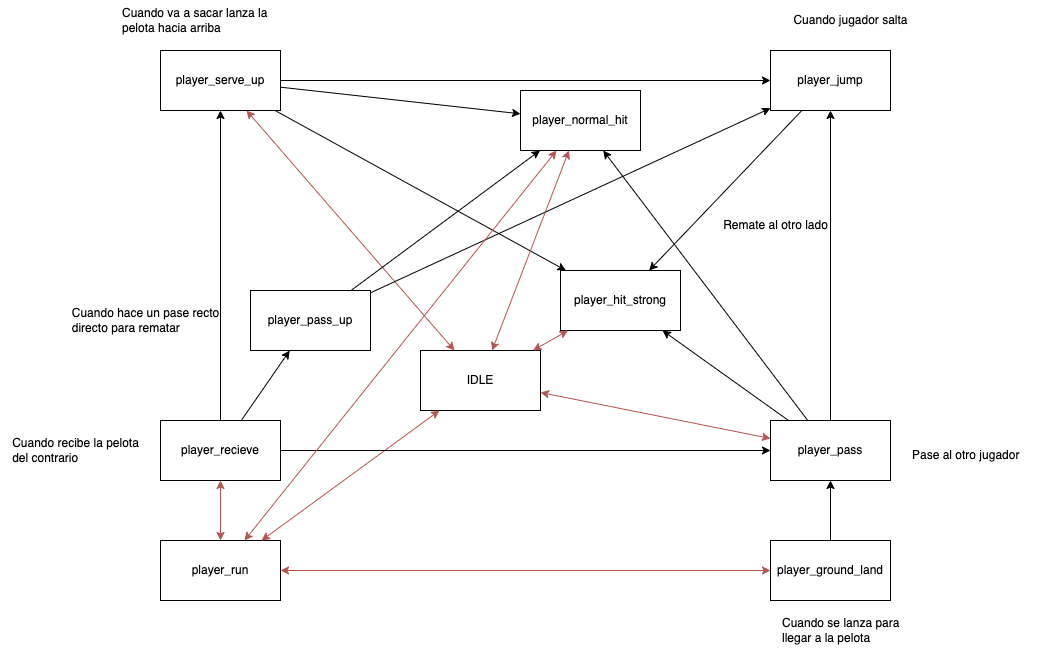 Cuando va a sacar lanza la
pelota hacia arriba
Cuando jugador salta
player_serve_up
player_jump
player_normal_hit
Remate al otro lado
player_hit_strong
Cuando hace un pase recto
directo para rematar
player_pass_up
IDLE
Cuando recibe la pelota
del contrario
player_recieve
player_pass
Pase al otro jugador
player_run
player_ground_land
Cuando se lanza para
llegar a la pelota